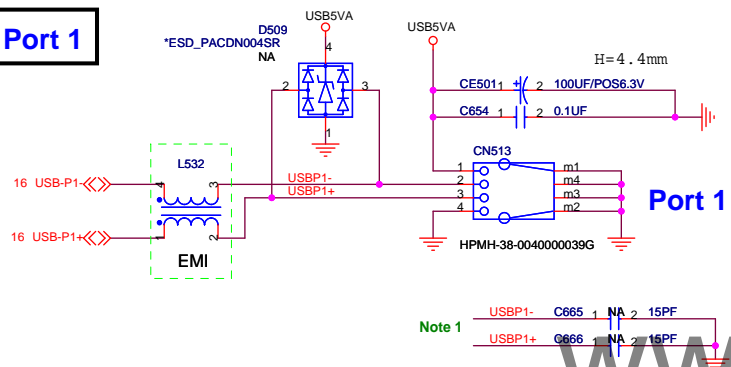 Port 1
D509
*ESD_PACDN004SR
NA
USB5VA
4
2
3
1
USB5VA
H=4.4mm
CE501 1 + 2 100UF/POS6.3V
C654 1 2 0.1UF
CN513
1
2
3
4
m1
m4
m3
m2
Port 1
HPMH-38-0040000039G
L532
16 USB-P1-
4
3
USBP1-
USBP1+
16 USB-P1+
1
2
EMI
Note 1
USBP1- C665 1 NA 2 15PF
USBP1+ C666 1 NA 2 15PF